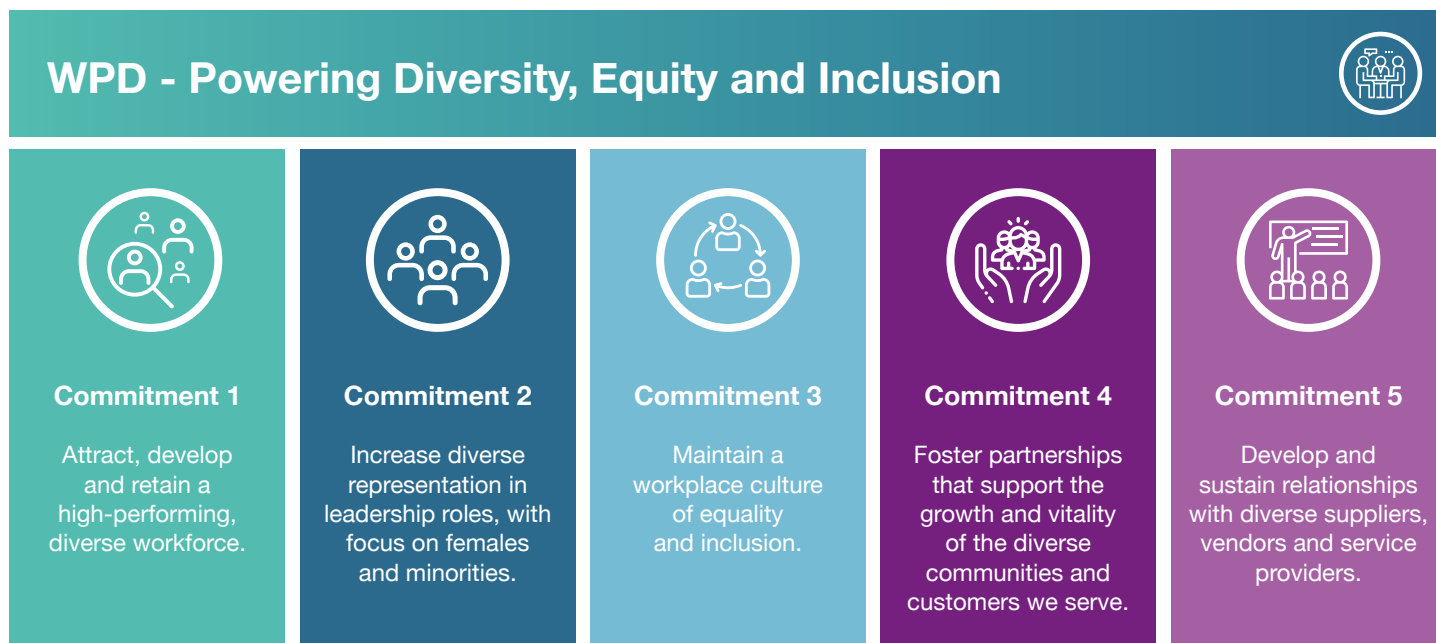 WPD - Powering Diversity, Equity and Inclusion
Commitment 1
Attract, develop
and retain a
high-performing,
diverse workforce.
Commitment 2
Increase diverse
representation in
leadership roles, with
focus on females
and minorities.
Commitment 3
Maintain a
workplace culture
of equality
and inclusion.
Commitment 4
Foster partnerships
that support the
growth and vitality
of the diverse
communities and
customers we serve.
Commitment 5
Develop and
sustain relationships
with diverse suppliers,
vendors and service
providers.